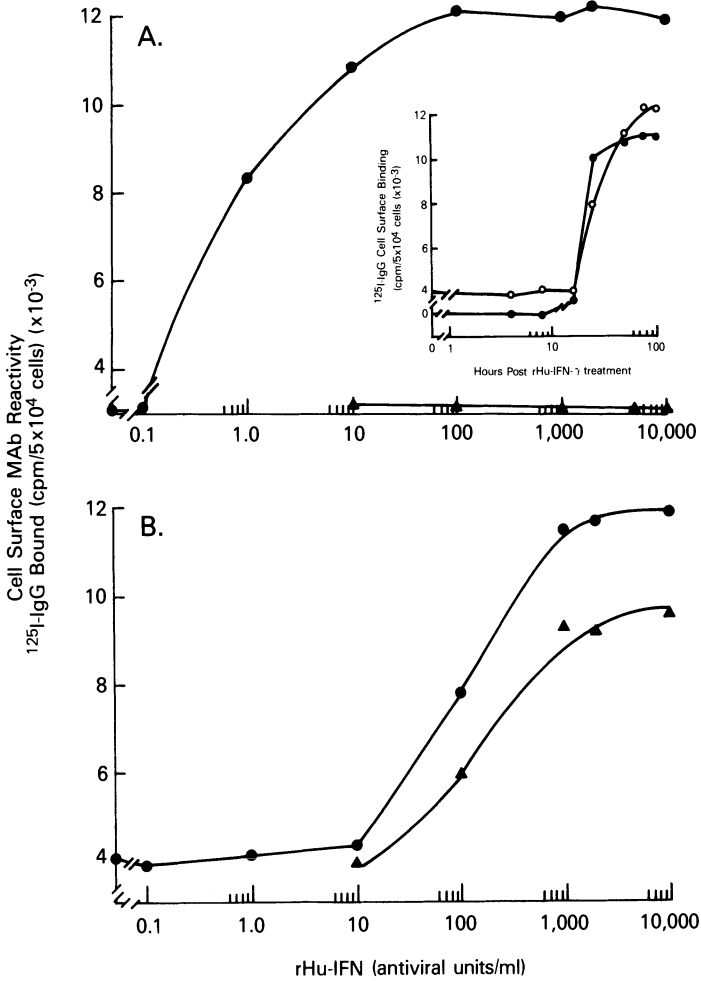 A.
12
10
8
6
4
0.1 1.0 10 100 1,000 10,000
12
10
8
6
4
0
0 1 10 100
Hours Post rHu-IFN-γ treatment
125I-IgG Cell Surface Binding
(cpm/5x10⁴ cells) (x10⁻³)
Cell Surface MAb Reactivity
125I-IgG Bound (cpm/5x10⁴ cells) (x10⁻³)
B.
12
10
8
6
4
0.1 1.0 10 100 1,000 10,000
rHu-IFN (antiviral units/ml)